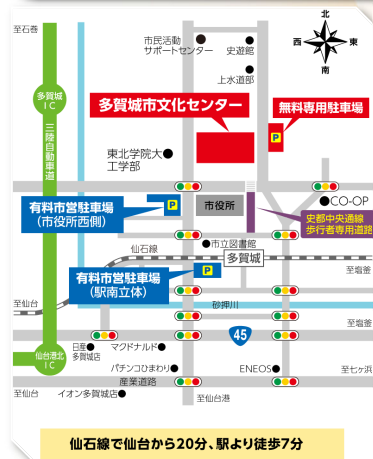 至石巻
市民活動
サポートセンター
史遊館
上水道部
北
西
東
南
多賀城
IC
三陸自動車道
多賀城市文化センター
無料専用駐車場
P
東北学院大
工学部
有料市営駐車場
(市役所西側)
P
市役所
CO-OP
史都中央通線
歩行者専用道路
市立図書館
仙石線
多賀城
有料市営駐車場
(駅南立体)
P
至塩釜
至仙台
砂押川
45
至塩釜
仙台港北
IC
日産
多賀城店
マクドナルド
パチンコひまわり
ENEOS
至七ヶ浜
産業道路
至仙台
イオン多賀城店
至仙台港
仙石線で仙台から20分、駅より徒歩7分